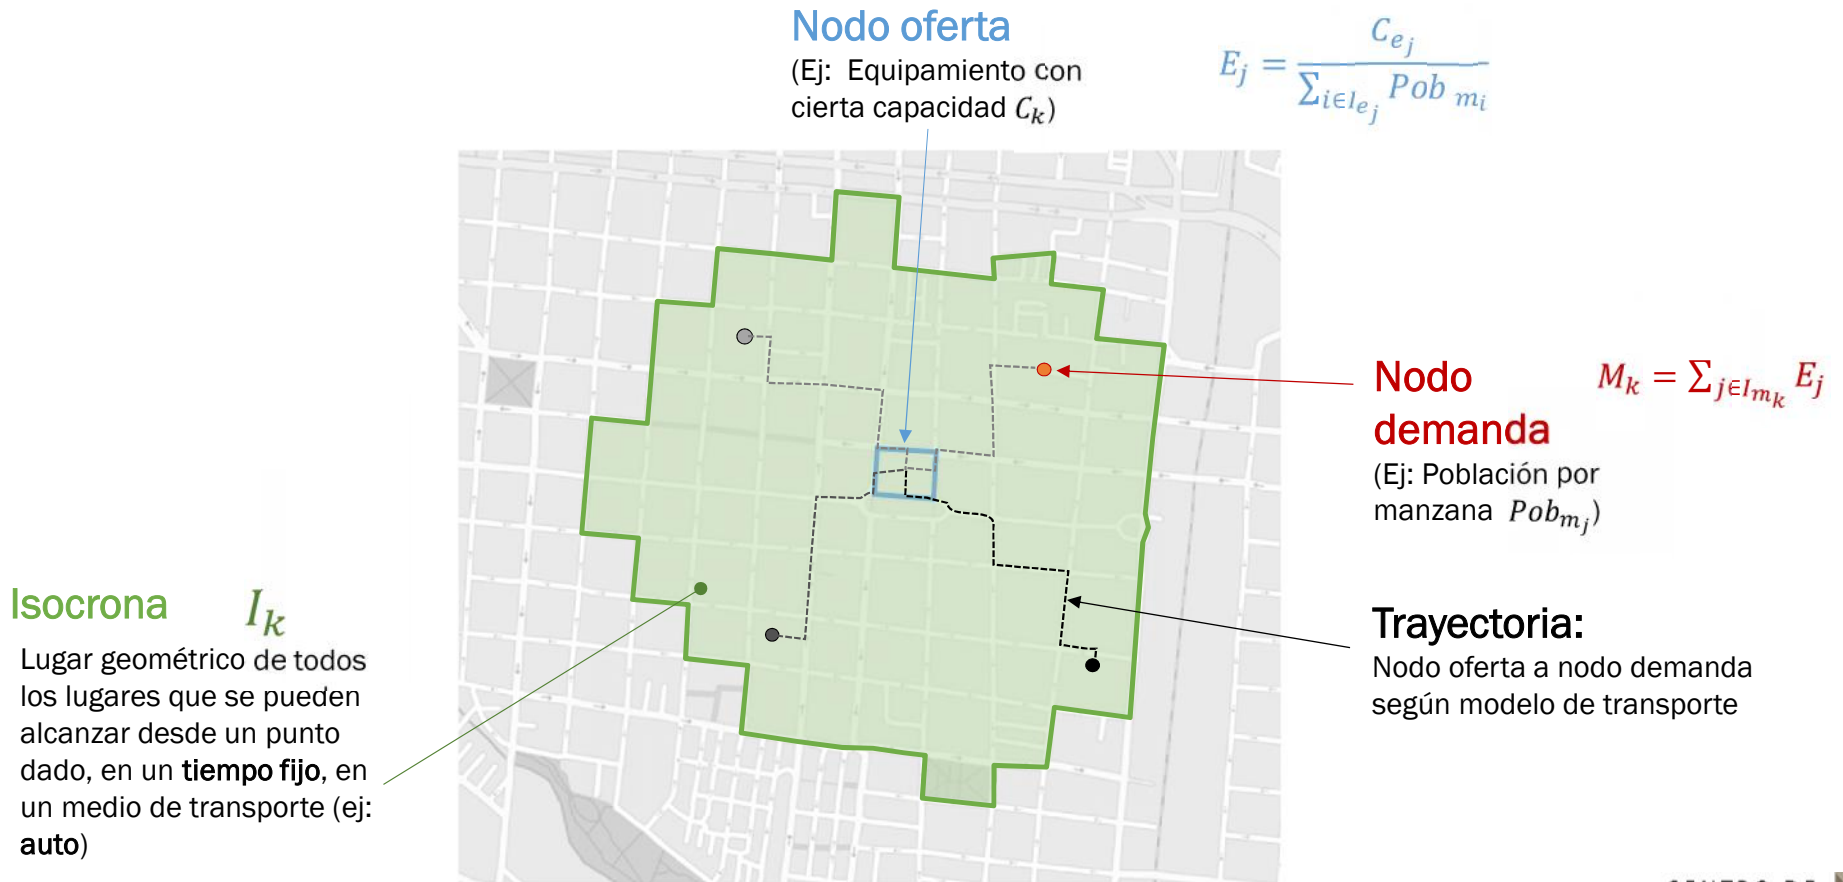 Nodo oferta
(Ej: Equipamiento con
cierta capacidad C_k)
E_j = C_{e_j} / ∑_{i∈I_{e_j}} Pob_{m_i}
Nodo
demanda
(Ej: Población por
manzana Pob_{m_j})
M_k = ∑_{j∈I_{m_k}} E_j
Isocrona I_k
Lugar geométrico de todos
los lugares que se pueden
alcanzar desde un punto
dado, en un tiempo fijo, en
un medio de transporte (ej:
auto)
Trayectoria:
Nodo oferta a nodo demanda
según modelo de transporte